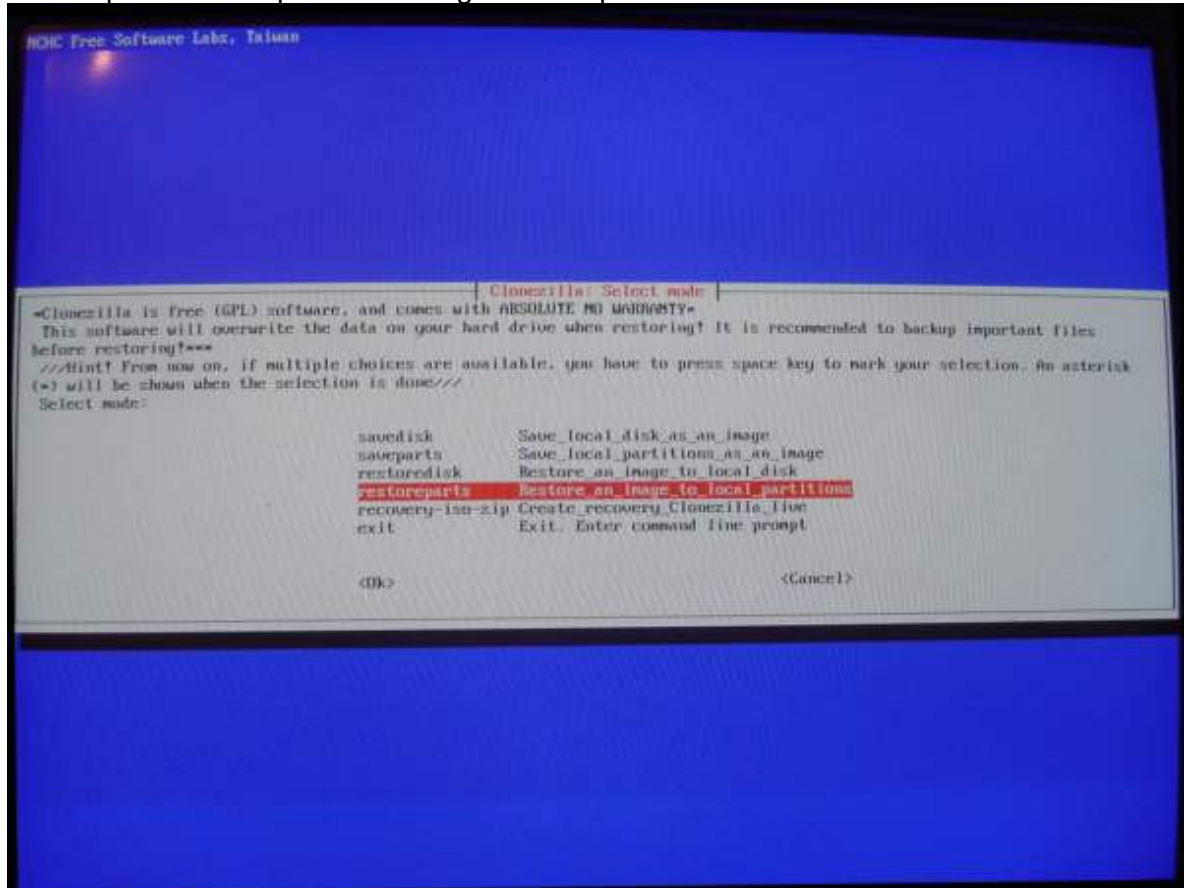 NCHC Free Software Labs, Taiwan
Clonezilla: Select mode
*Clonezilla is free (GPL) software, and comes with ABSOLUTE NO WARRANTY*
This software will overwrite the data on your hard drive when restoring! It is recommended to backup important files
before restoring!***
///Hint! From now on, if multiple choices are available, you have to press space key to mark your selection. An asterisk
(*) will be shown when the selection is done///
Select mode:
savedisk Save_local_disk_as_an_image
saveparts Save_local_partitions_as_an_image
restoredisk Restore_an_image_to_local_disk
restoreparts Restore_an_image_to_local_partitions
recovery-iso-zip Create_recovery_Clonezilla_live
exit Exit. Enter command line prompt
<Ok> <Cancel>